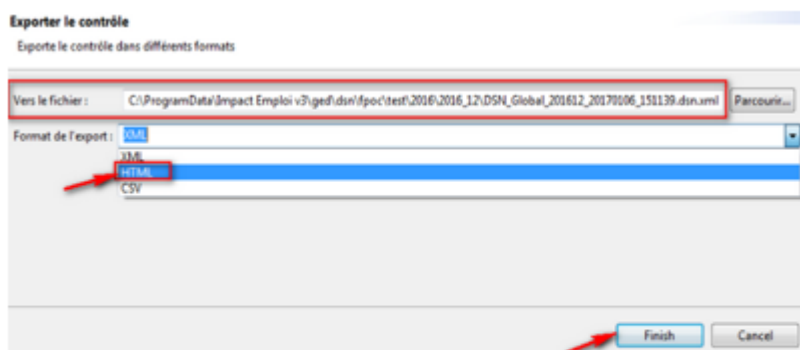 Exporter le contrôle
Exporte le contrôle dans différents formats
Vers le fichier : C:\ProgramData\Impact Emploi v3\ged\dsn\fpoc\test\2016\2016_12\DSN_Global_201612_20170106_151139.dsn.xml Parcourir...
Format de l'export : XML
XML
HTML
CSV
Finish Cancel